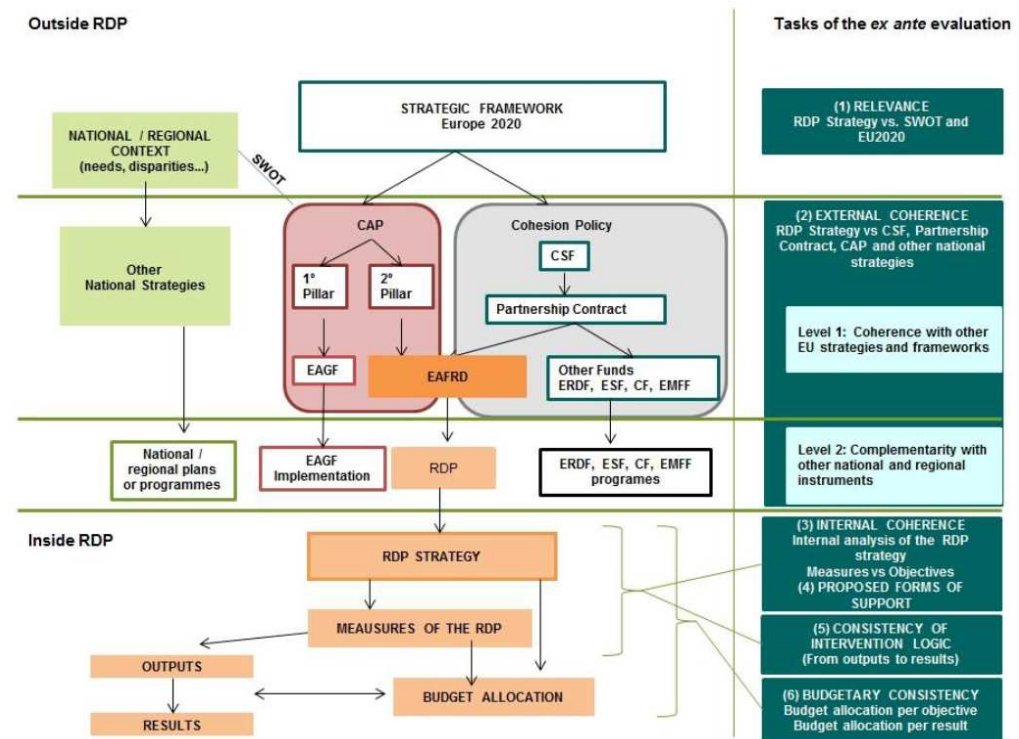 Outside RDP
Tasks of the ex ante evaluation
STRATEGIC FRAMEWORK
Europe 2020
(1) RELEVANCE
RDP Strategy vs. SWOT and
EU2020
NATIONAL / REGIONAL
CONTEXT
(needs, disparities...)
SWOT
CAP
Cohesion Policy
(2) EXTERNAL COHERENCE
RDP Strategy vs CSF, Partnership
Contract, CAP and other national
strategies
Other
National Strategies
1°
Pillar
2°
Pillar
CSF
Partnership Contract
Level 1: Coherence with other
EU strategies and frameworks
EAGF
EAFRD
Other Funds
ERDF, ESF, CF, EMFF
National /
regional plans
or programmes
EAGF
Implementation
RDP
ERDF, ESF, CF, EMFF
programes
Level 2: Complementarity with
other national and regional
instruments
Inside RDP
RDP STRATEGY
(3) INTERNAL COHERENCE
Internal analysis of the RDP
strategy
Measures vs Objectives
(4) PROPOSED FORMS OF
SUPPORT
MEAUSURES OF THE RDP
(5) CONSISTENCY OF
INTERVENTION LOGIC
(From outputs to results)
OUTPUTS
BUDGET ALLOCATION
RESULTS
(6) BUDGETARY CONSISTENCY
Budget allocation per objective
Budget allocation per result